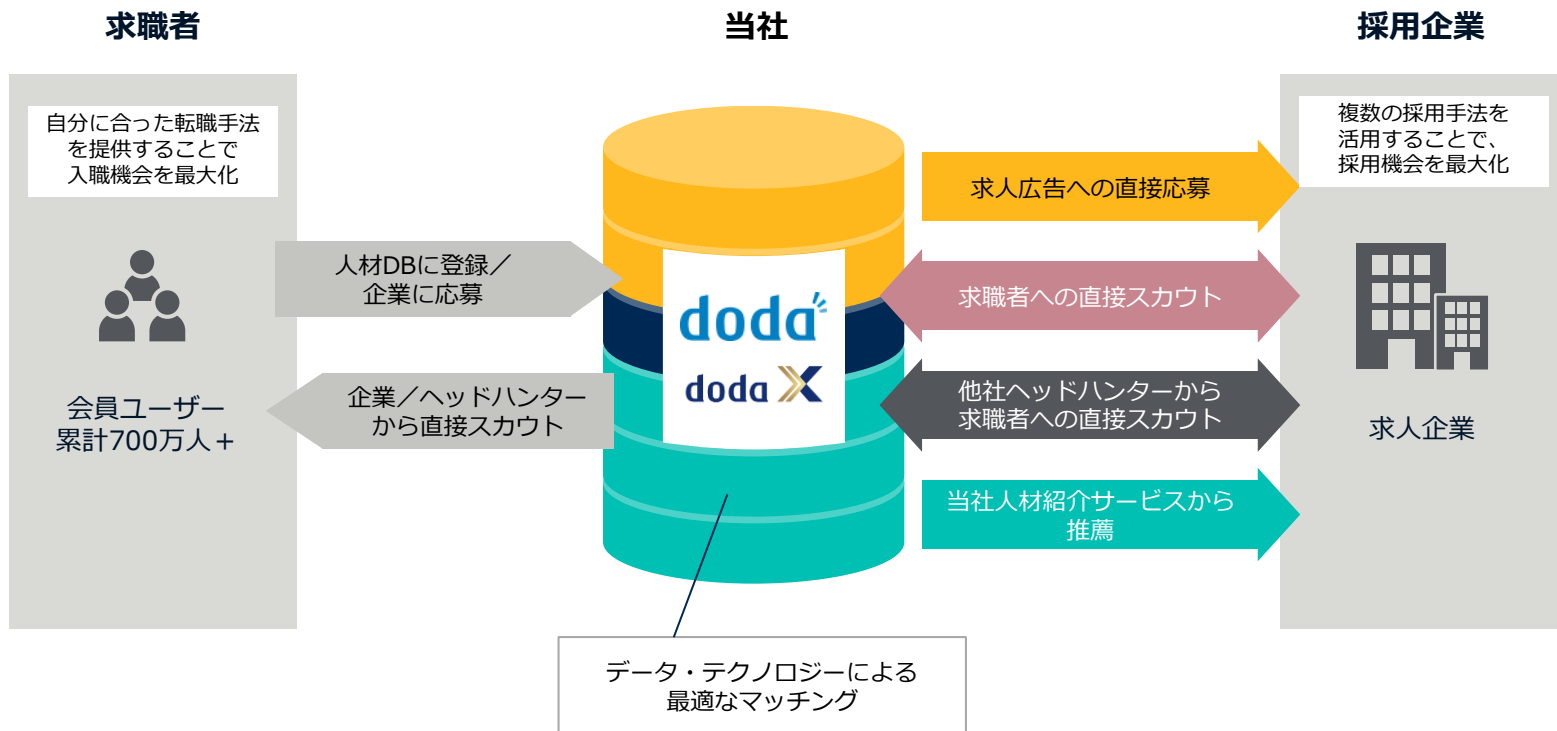 求職者
当社
採用企業
自分に合った転職手法
を提供することで
入職機会を最大化
会員ユーザー
累計700万人＋
人材DBに登録／
企業に応募
企業／ヘッドハンター
から直接スカウト
doda
doda X
データ・テクノロジーによる
最適なマッチング
求人広告への直接応募
求職者への直接スカウト
他社ヘッドハンターから
求職者への直接スカウト
当社人材紹介サービスから
推薦
複数の採用手法を
活用することで、
採用機会を最大化
求人企業